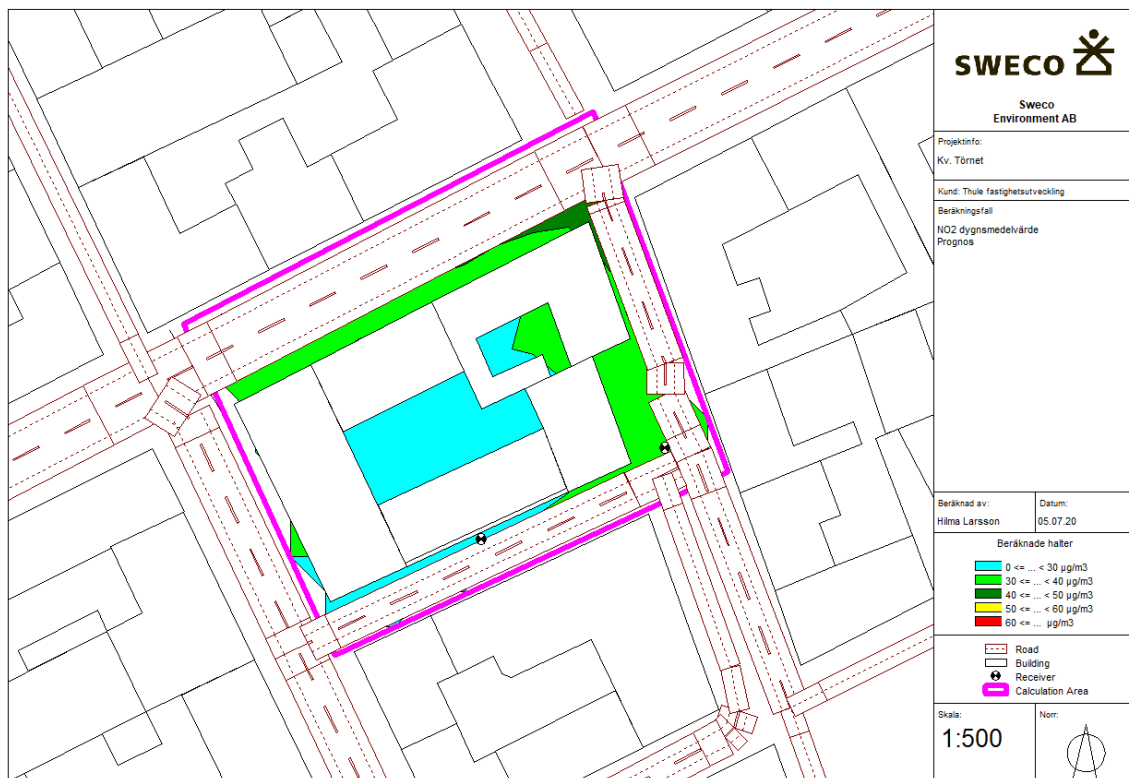 SWECO
Sweco
Environment AB
Projektinfo:
Kv. Törnet
Kund: Thule fastighetsutveckling
Beräkningsfall
NO2 dygnsmedelvärde
Prognos
Beräknad av:
Hilma Larsson
Datum:
05.07.20
Beräknade halter
0 <= ... < 30 µg/m3
30 <= ... < 40 µg/m3
40 <= ... < 50 µg/m3
50 <= ... < 60 µg/m3
60 <= ... µg/m3
Road
Building
Receiver
Calculation Area
Skala:
1:500
Norr: